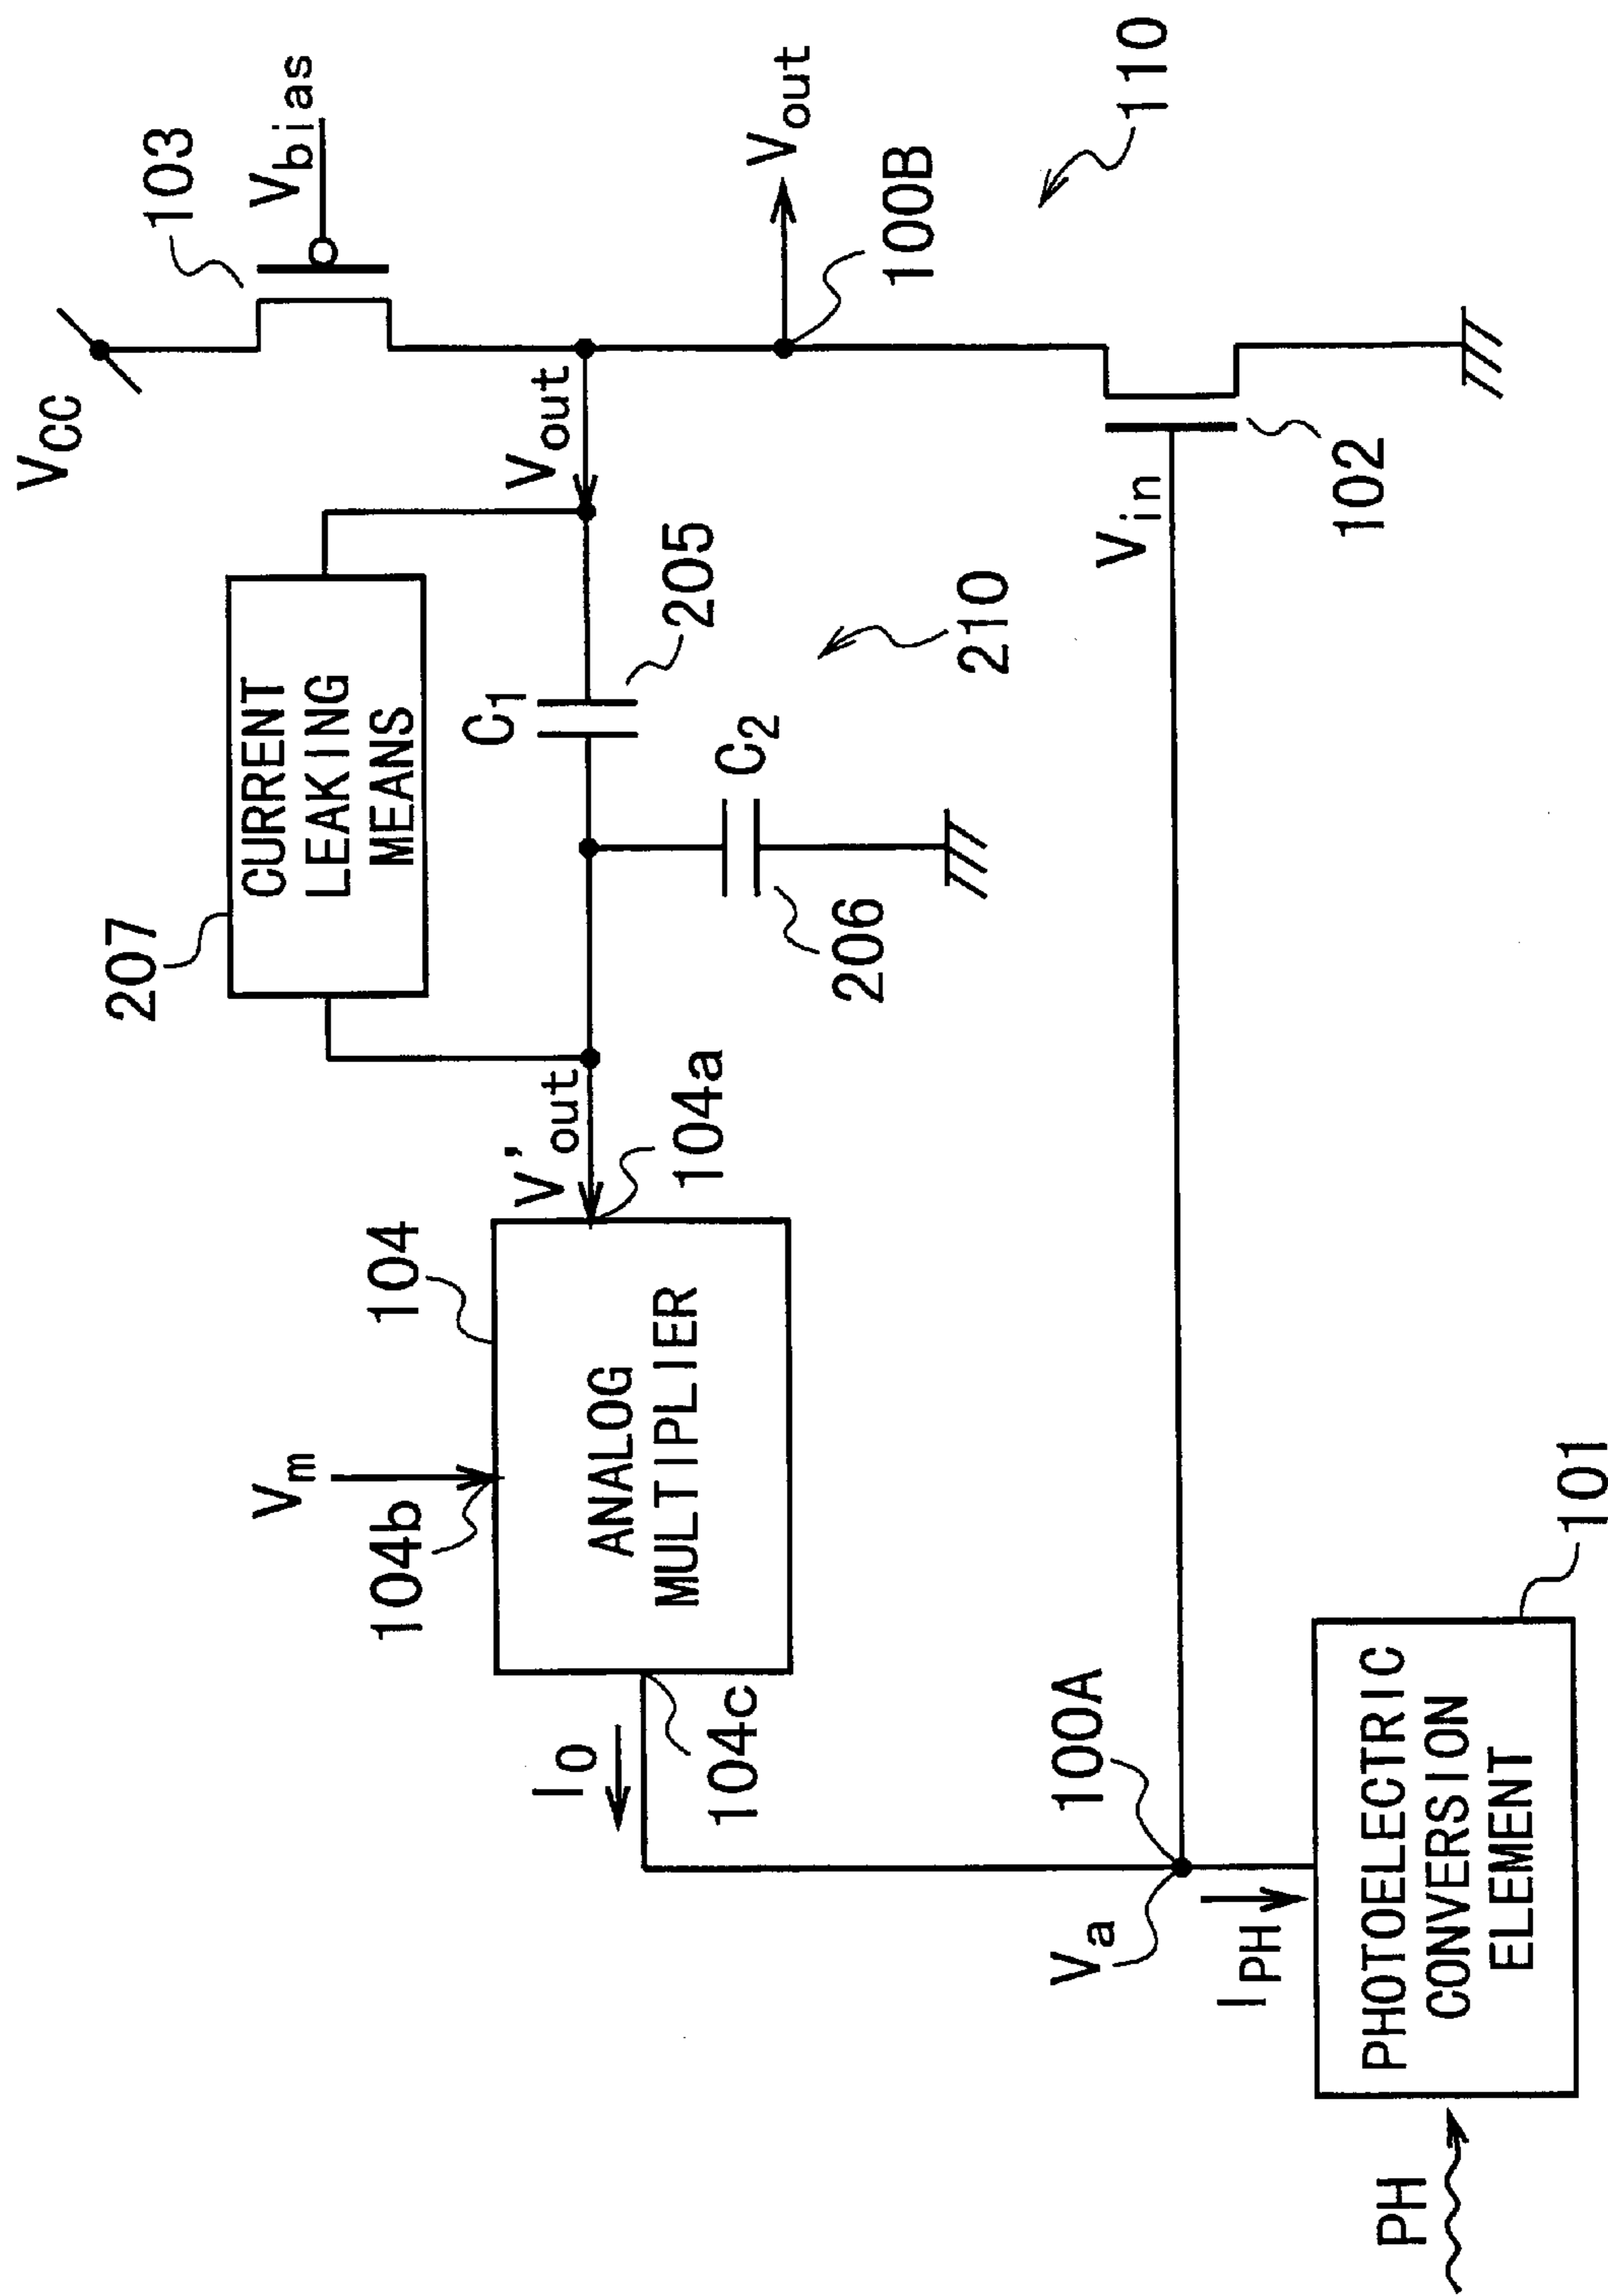 V_CC
103
V_bias
V_out
V_out
100B
110
207
CURRENT
LEAKING
MEANS
C_1
205
C_2
206
210
V_in
102
V'_out
104a
104
V_m
104b
ANALOG
MULTIPLIER
I_0
104c
100A
V_a
I_PH
PHOTOELECTRIC
CONVERSION
ELEMENT
101
PH